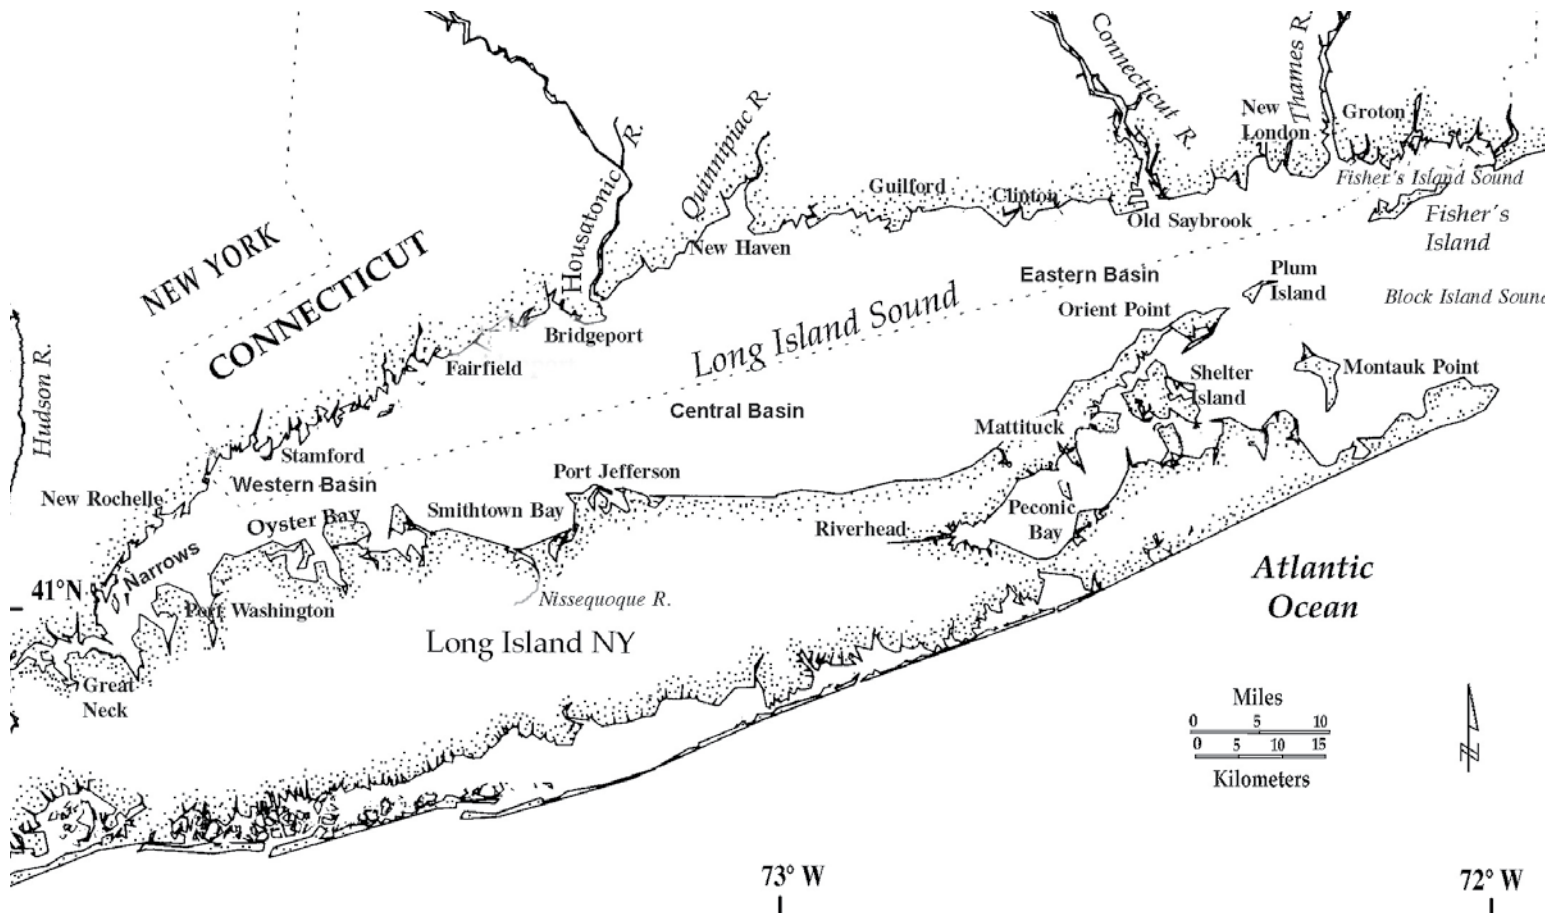 Connecticut R.
Thames R.
New
London
Groton
Housatonic R.
Quinnipiac R.
Guilford
Clinton
Old Saybrook
Fisher's Island Sound
Fisher's
Island
New Haven
NEW YORK
CONNECTICUT
Eastern Basin
Plum
Island
Block Island Soun
Orient Point
Long Island Sound
Bridgeport
Fairfield
Hudson R.
Shelter
Island
Montauk Point
Central Basin
Mattituck
Stamford
Western Basin
Port Jefferson
New Rochelle
Smithtown Bay
Oyster Bay
Riverhead
Peconic
Bay
Narrows
41°N
Port Washington
Nissequoque R.
Atlantic
Ocean
Long Island NY
Great
Neck
Miles
0 5 10
0 5 10 15
Kilometers
N
73° W
72° W